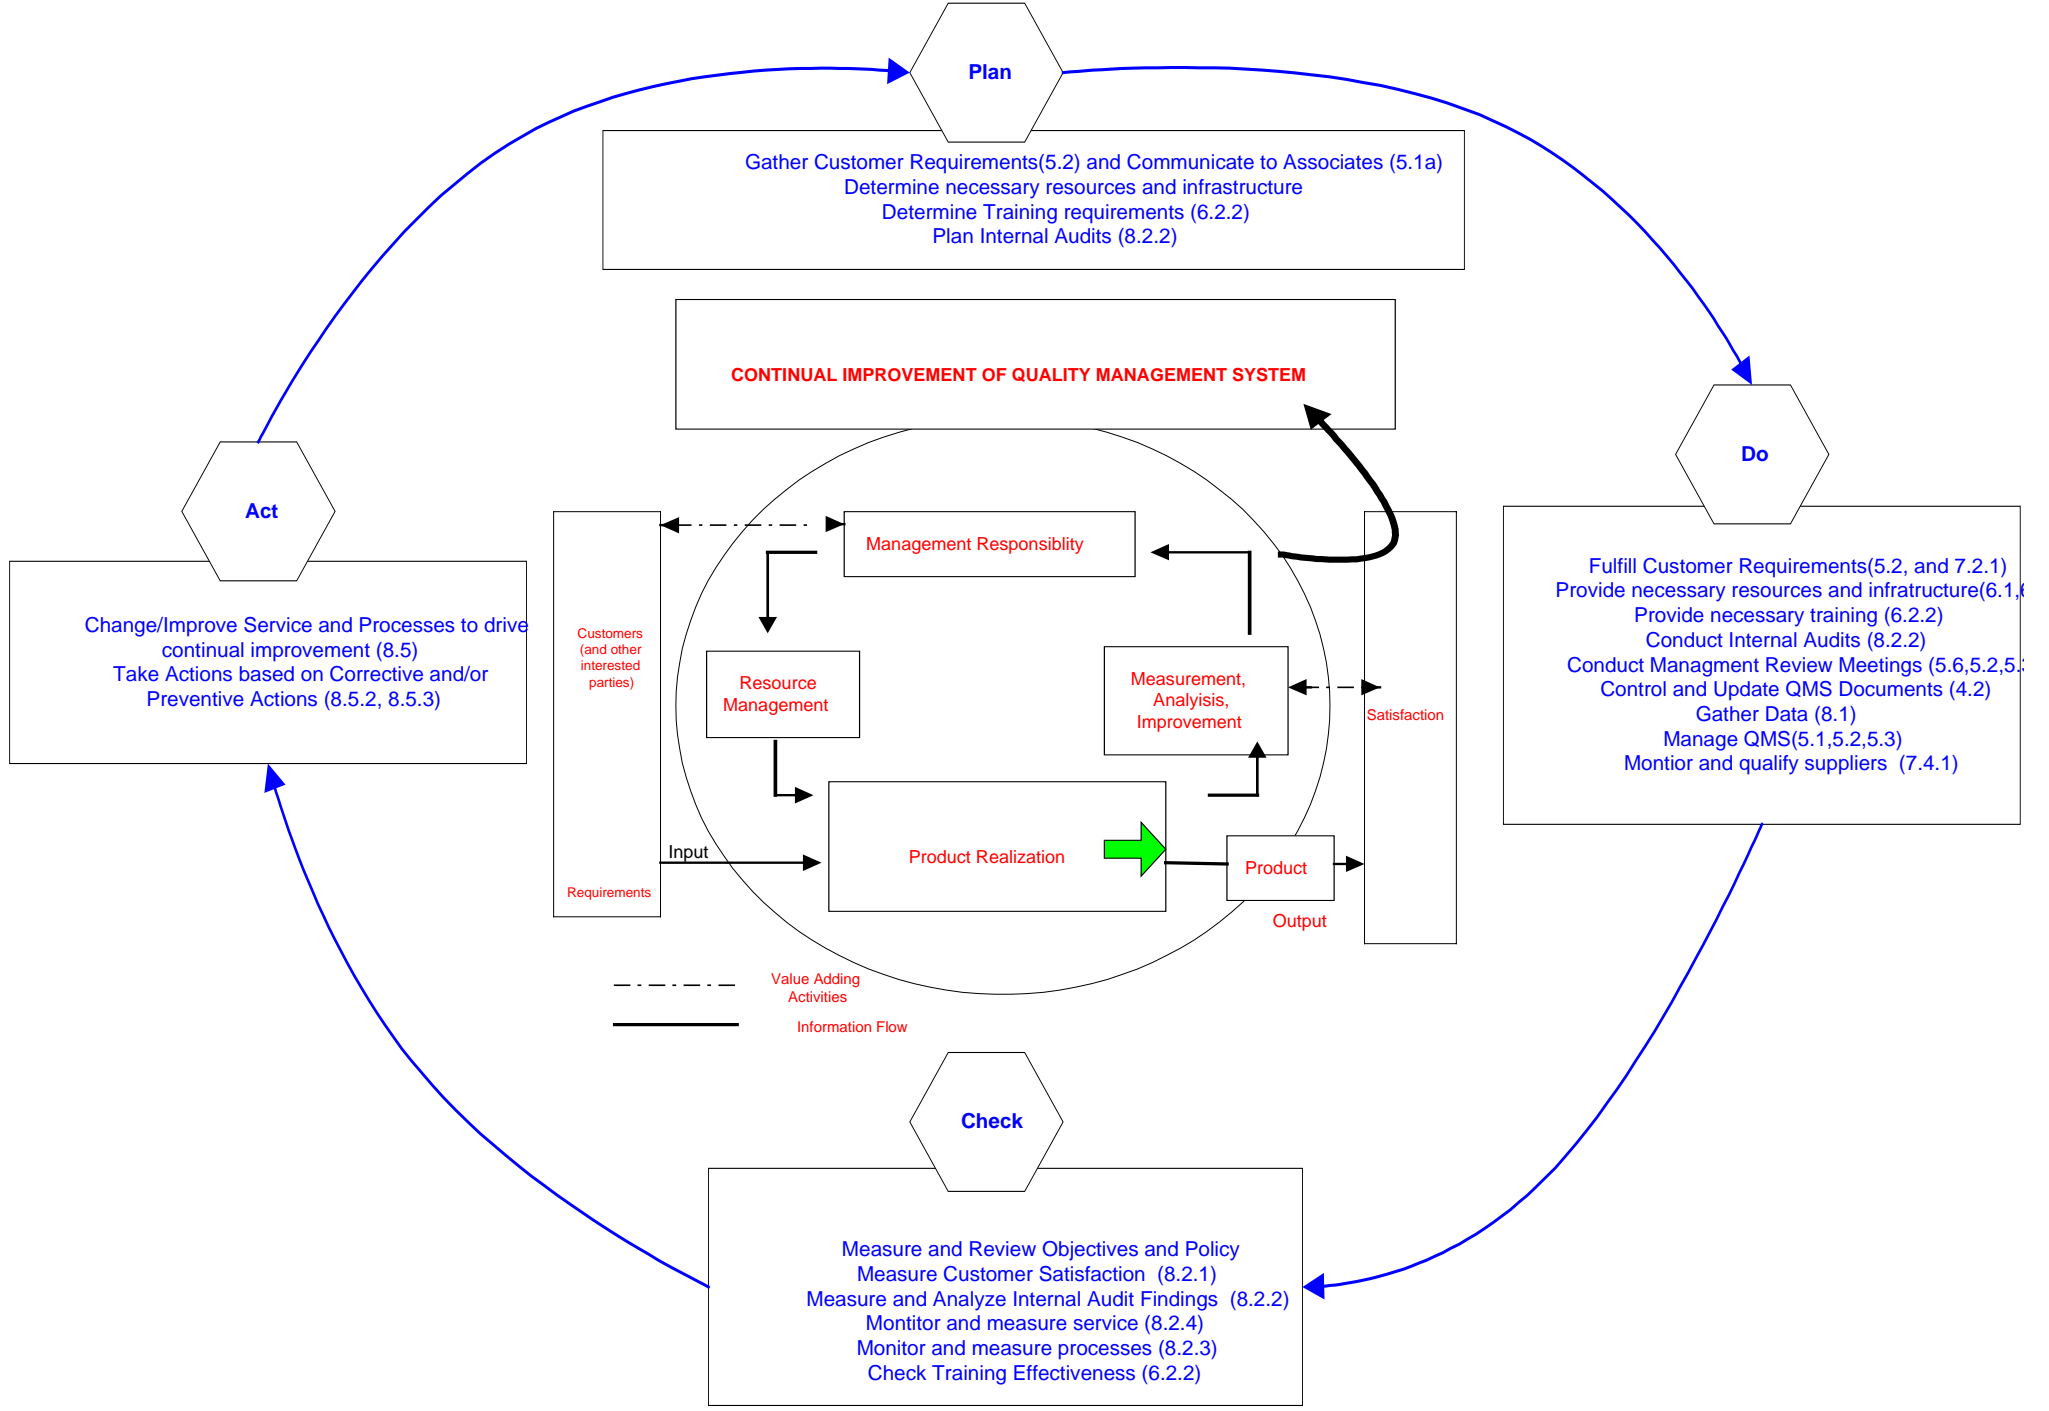 Plan
Gather Customer Requirements(5.2) and Communicate to Associates (5.1a)
Determine necessary resources and infrastructure
Determine Training requirements (6.2.2)
Plan Internal Audits (8.2.2)
CONTINUAL IMPROVEMENT OF QUALITY MANAGEMENT SYSTEM
Do
Fulfill Customer Requirements(5.2, and 7.2.1)
Provide necessary resources and infratructure(6.1,
Provide necessary training (6.2.2)
Conduct Internal Audits (8.2.2)
Conduct Managment Review Meetings (5.6,5.2,5.
Control and Update QMS Documents (4.2)
Gather Data (8.1)
Manage QMS(5.1,5.2,5.3)
Montior and qualify suppliers (7.4.1)
Act
Change/Improve Service and Processes to drive
continual improvement (8.5)
Take Actions based on Corrective and/or
Preventive Actions (8.5.2, 8.5.3)
Customers
(and other
interested
parties)
Requirements
Management Responsiblity
Resource
Management
Measurement,
Analyisis,
Improvement
Satisfaction
Input
Product Realization
Product
Output
Value Adding
Activities
Information Flow
Check
Measure and Review Objectives and Policy
Measure Customer Satisfaction (8.2.1)
Measure and Analyze Internal Audit Findings (8.2.2)
Montitor and measure service (8.2.4)
Monitor and measure processes (8.2.3)
Check Training Effectiveness (6.2.2)